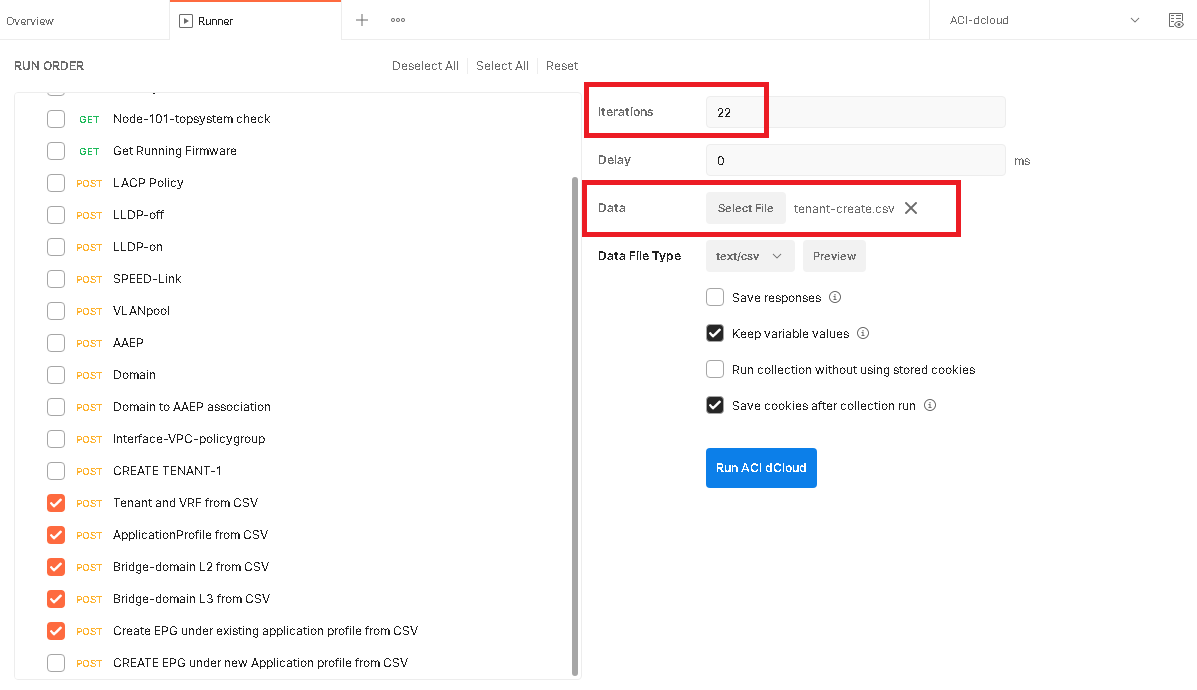 Overview
Runner
ACI-dcloud
RUN ORDER
Deselect All
Select All
Reset
GET Node-101-topsystem check
GET Get Running Firmware
POST LACP Policy
POST LLDP-off
POST LLDP-on
POST SPEED-Link
POST VLANpool
POST AAEP
POST Domain
POST Domain to AAEP association
POST Interface-VPC-policygroup
POST CREATE TENANT-1
POST Tenant and VRF from CSV
POST ApplicationProfile from CSV
POST Bridge-domain L2 from CSV
POST Bridge-domain L3 from CSV
POST Create EPG under existing application profile from CSV
POST CREATE EPG under new Application profile from CSV
Iterations 22
Delay 0 ms
Data Select File tenant-create.csv
Data File Type text/csv Preview
Save responses
Keep variable values
Run collection without using stored cookies
Save cookies after collection run
Run ACI dCloud